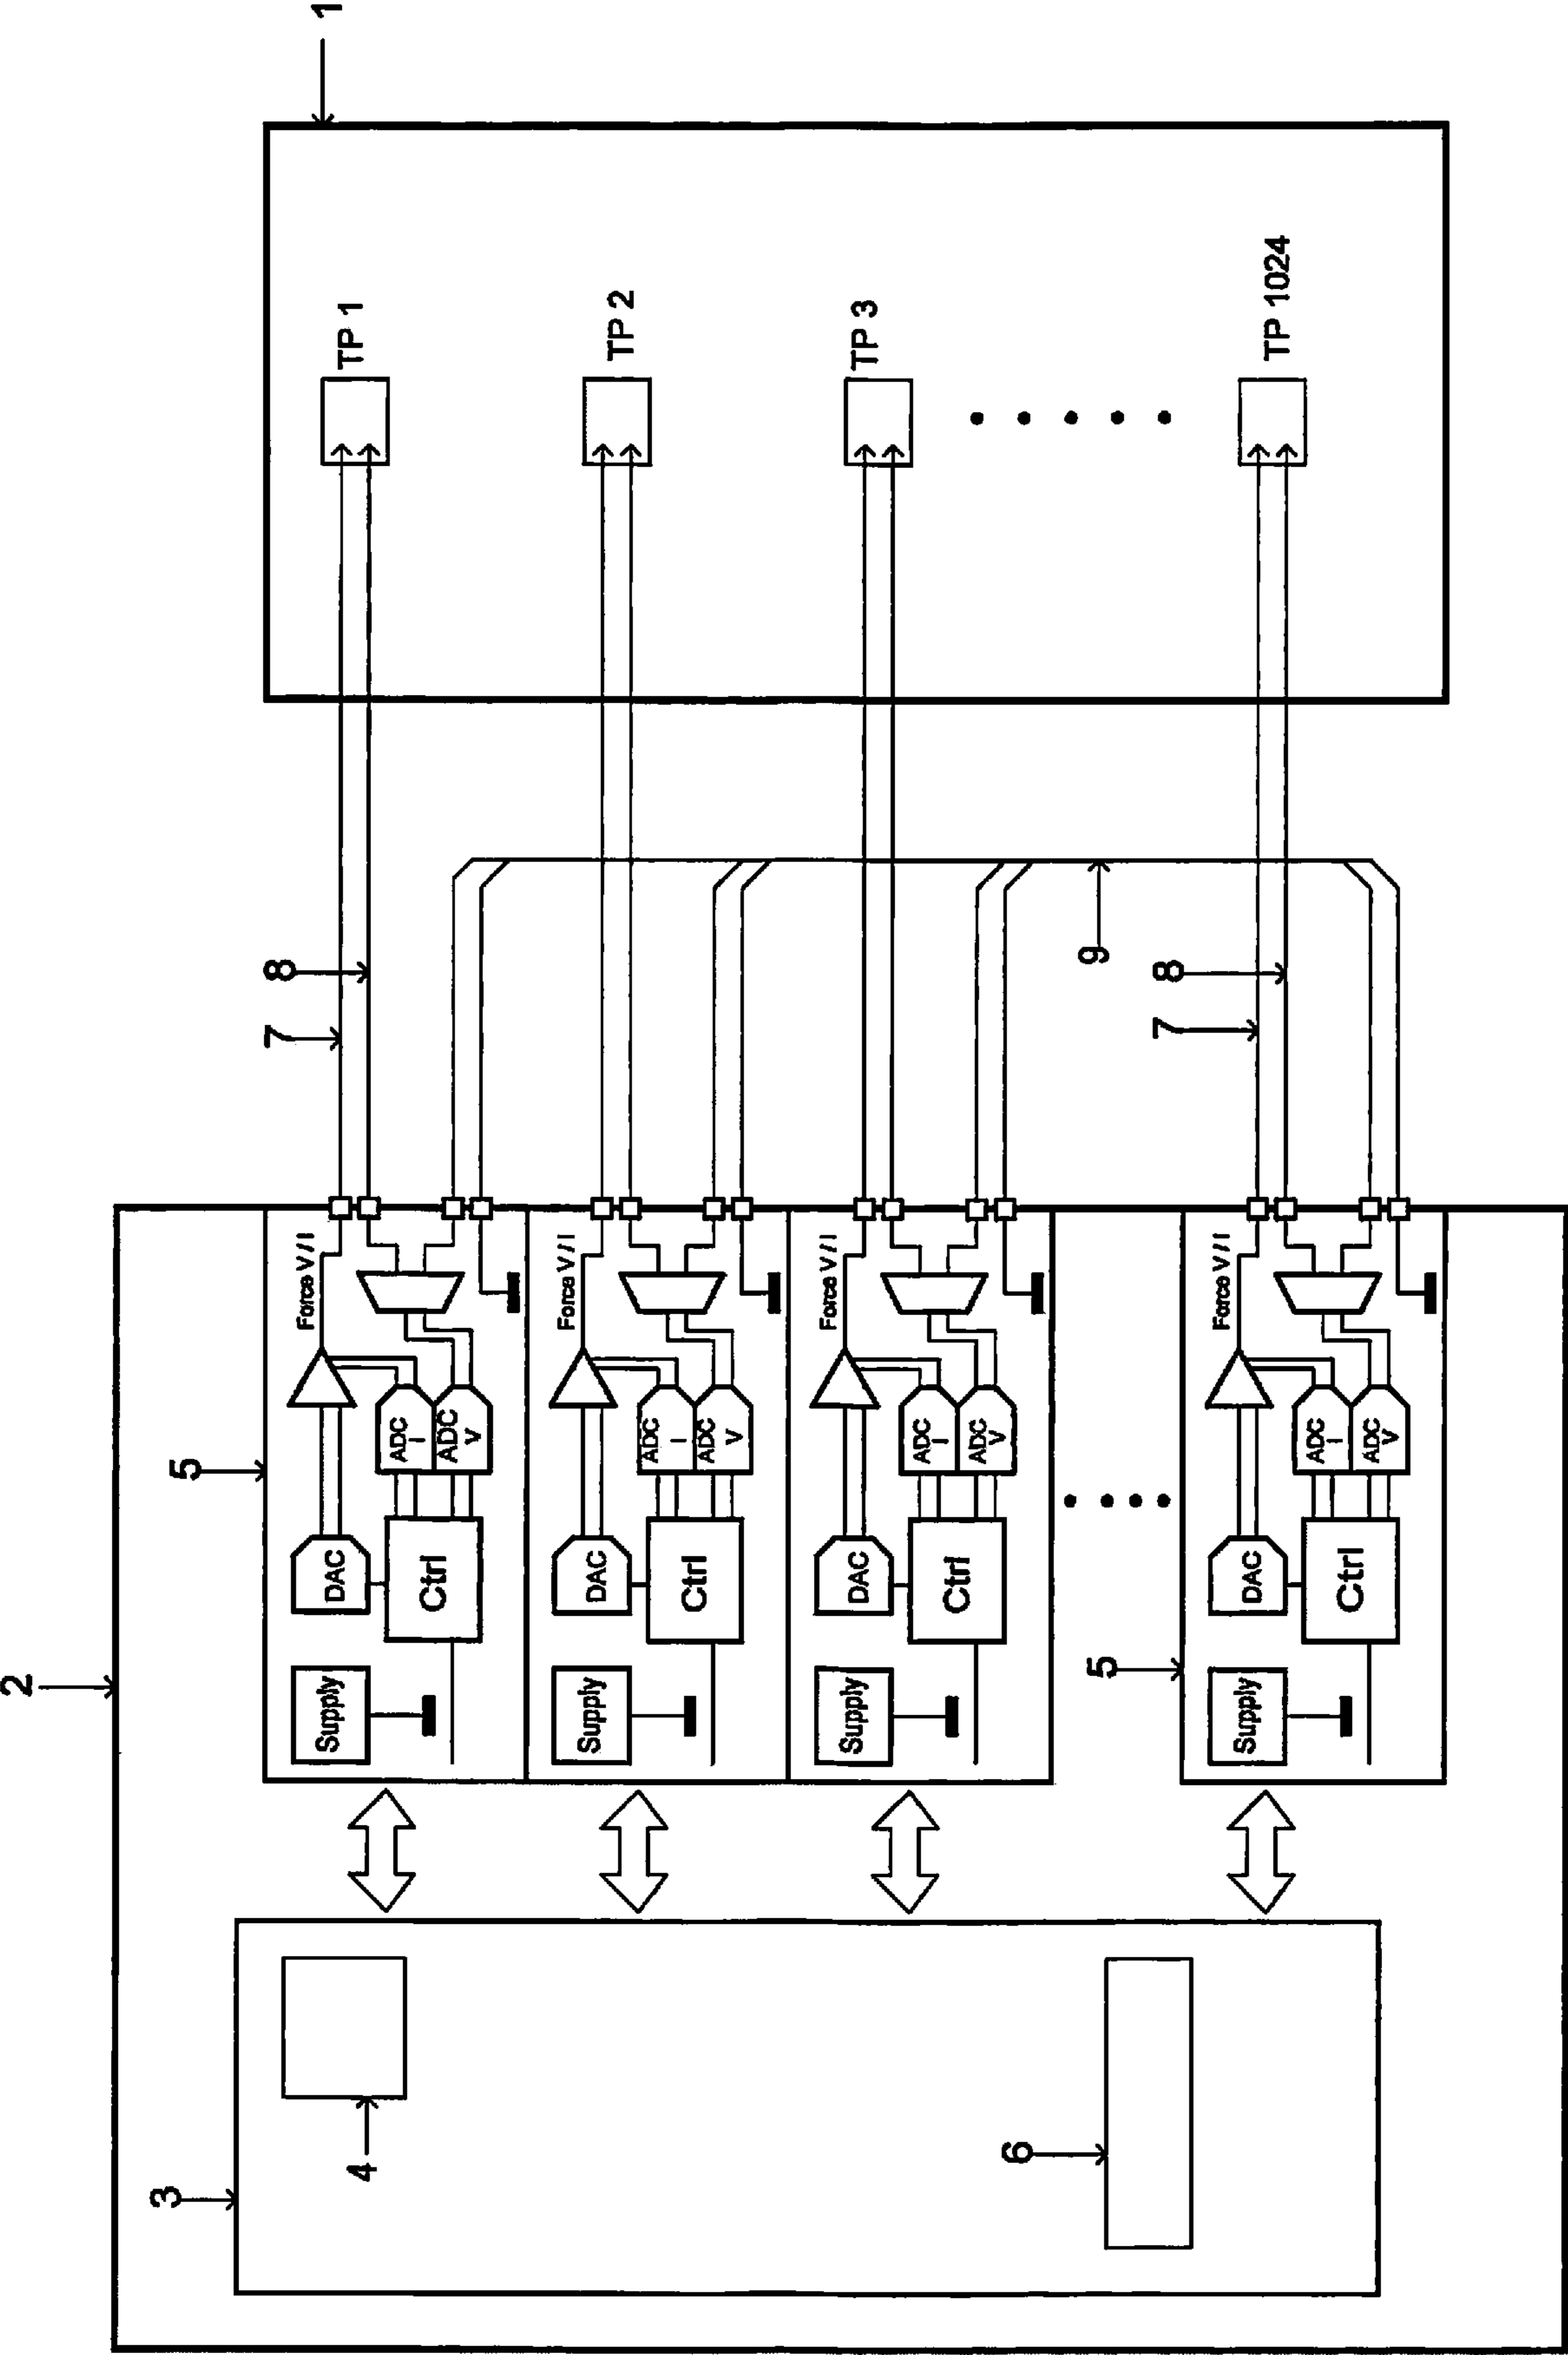 1
TP 1
TP 2
TP 3
TP 1024
7
8
9
7
8
2
5
Force V / I
ADC
I
ADC
V
DAC
Ctrl
Supply
Force V / I
ADC
I
ADC
V
DAC
Ctrl
Supply
Force V / I
ADC
I
ADC
V
DAC
Ctrl
Supply
5
Force V / I
ADC
I
ADC
V
DAC
Ctrl
Supply
3
4
6